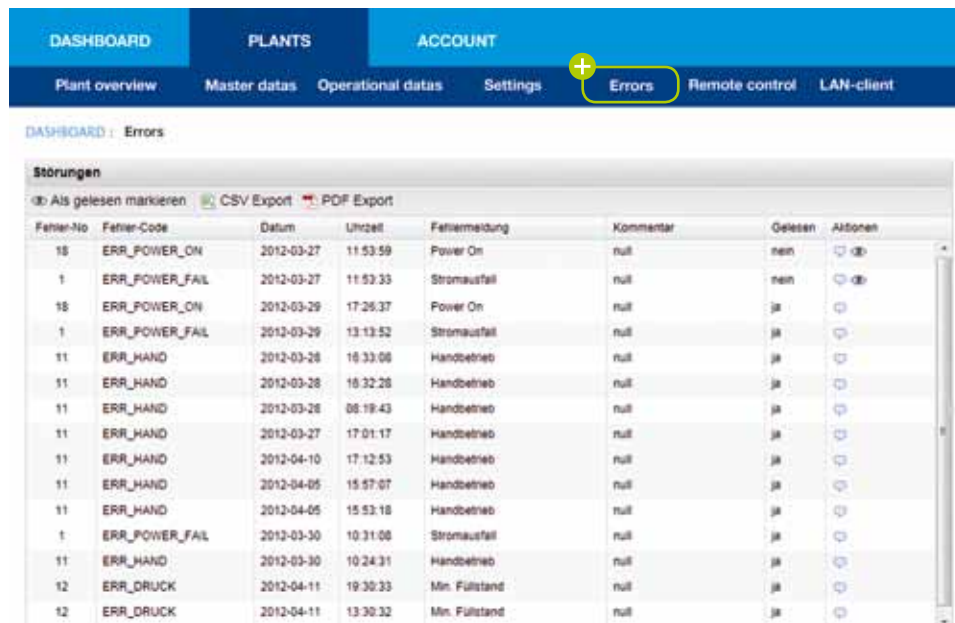 DASHBOARD PLANTS ACCOUNT
Plant overview Master datas Operational datas Settings Errors Remote control LAN-client
DASHBOARD : Errors
Störungen
Als gelesen markieren CSV Export PDF Export
Fehler-No Fehler-Code Datum Uhrzeit Fehlermeldung Kommentar Gelesen Aktionen
18 ERR_POWER_ON 2012-03-27 11:53:59 Power On null nein
1 ERR_POWER_FAIL 2012-03-27 11:53:33 Stromausfall null nein
18 ERR_POWER_ON 2012-03-29 17:26:37 Power On null ja
1 ERR_POWER_FAIL 2012-03-29 13:13:52 Stromausfall null ja
11 ERR_HAND 2012-03-28 16:33:08 Handbetrieb null ja
11 ERR_HAND 2012-03-28 16:32:28 Handbetrieb null ja
11 ERR_HAND 2012-03-28 08:19:43 Handbetrieb null ja
11 ERR_HAND 2012-03-27 17:01:17 Handbetrieb null ja
11 ERR_HAND 2012-04-10 17:12:53 Handbetrieb null ja
11 ERR_HAND 2012-04-05 15:57:07 Handbetrieb null ja
11 ERR_HAND 2012-04-05 15:53:18 Handbetrieb null ja
1 ERR_POWER_FAIL 2012-03-30 10:31:08 Stromausfall null ja
11 ERR_HAND 2012-03-30 10:24:31 Handbetrieb null ja
12 ERR_DRUCK 2012-04-11 19:30:33 Min. Füllstand null ja
12 ERR_DRUCK 2012-04-11 13:30:32 Min. Füllstand null ja